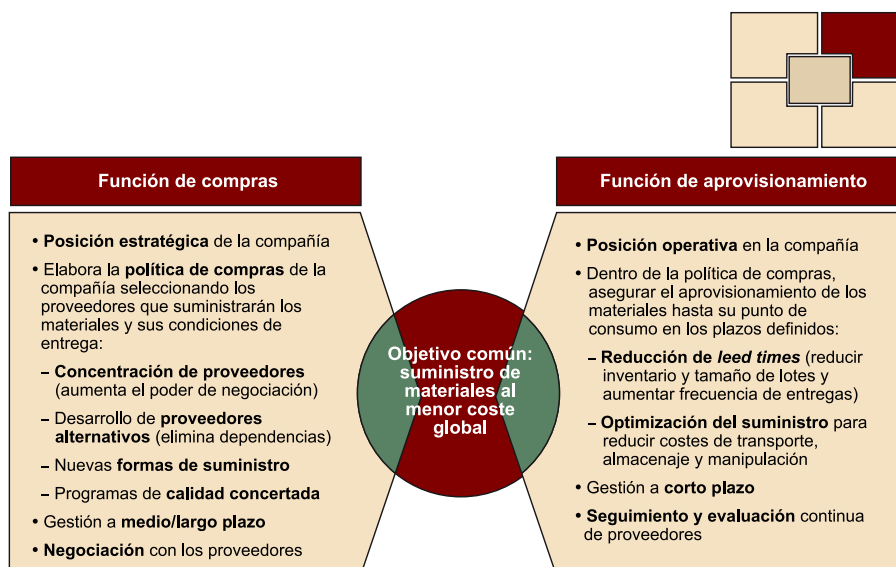 Función de compras
• Posición estratégica de la compañía
• Elabora la política de compras de la
compañía seleccionando los
proveedores que suministrarán los
materiales y sus condiciones de
entrega:
– Concentración de proveedores
(aumenta el poder de negociación)
– Desarrollo de proveedores
alternativos (elimina dependencias)
– Nuevas formas de suministro
– Programas de calidad concertada
• Gestión a medio/largo plazo
• Negociación con los proveedores
Objetivo común:
suministro de
materiales al
menor coste
global
Función de aprovisionamiento
• Posición operativa en la compañía
• Dentro de la política de compras,
asegurar el aprovisionamiento de los
materiales hasta su punto de
consumo en los plazos definidos:
– Reducción de leed times (reducir
inventario y tamaño de lotes y
aumentar frecuencia de entregas)
– Optimización del suministro para
reducir costes de transporte,
almacenaje y manipulación
• Gestión a corto plazo
• Seguimiento y evaluación continua
de proveedores